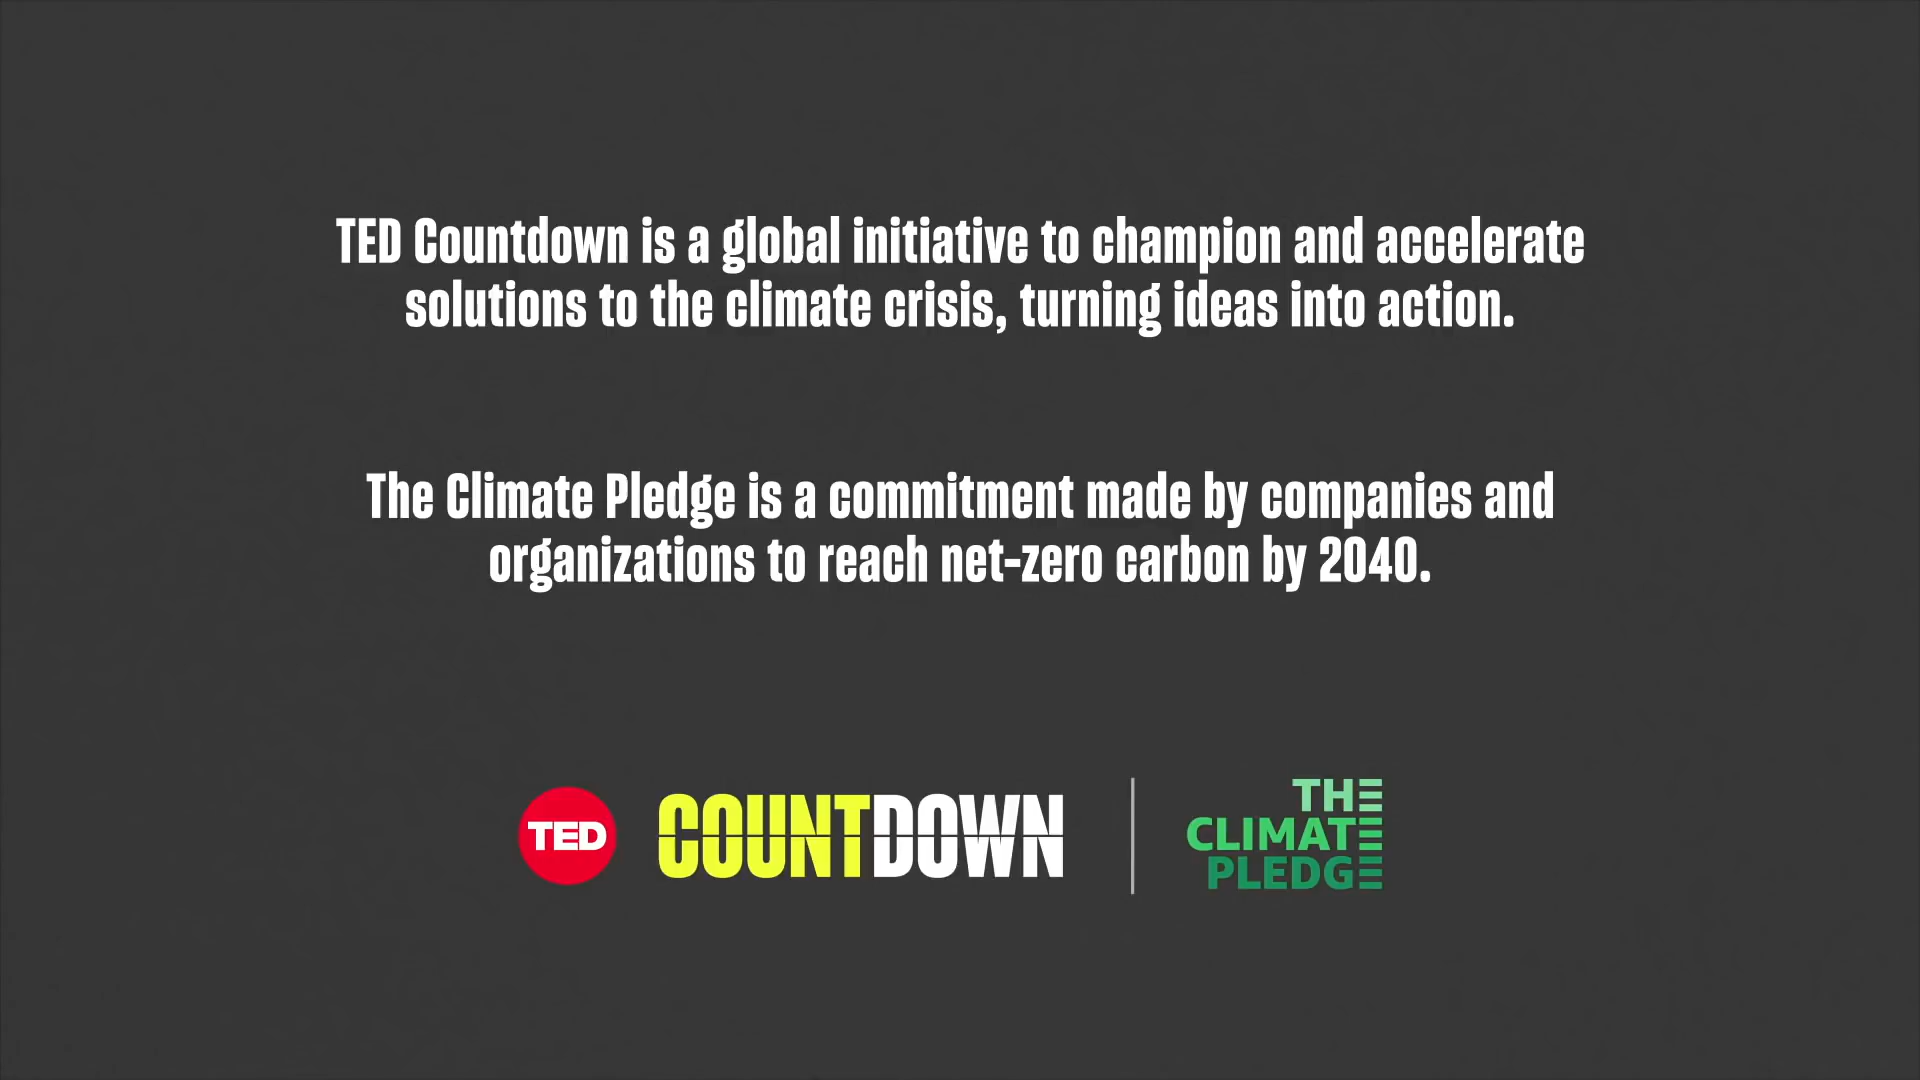 TED Countdown is a global initiative to champion and accelerate
solutions to the climate crisis, turning ideas into action.
The Climate Pledge is a commitment made by companies and
organizations to reach net-zero carbon by 2040.
TED
COUNTDOWN
THE
CLIMATE
PLEDGE